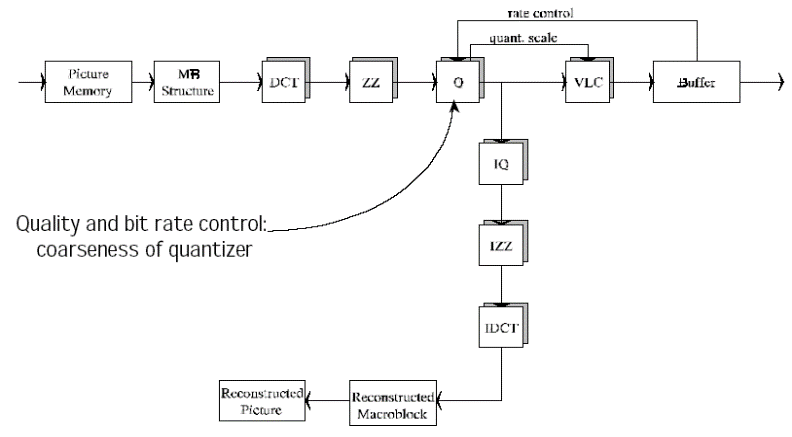 rate control
quant. scale
Picture
Memory
MB
Structure
DCT
ZZ
Q
VLC
Buffer
IQ
Quality and bit rate control:
coarseness of quantizer
IZZ
IDCT
Reconstructed
Picture
Reconstructed
Macroblock